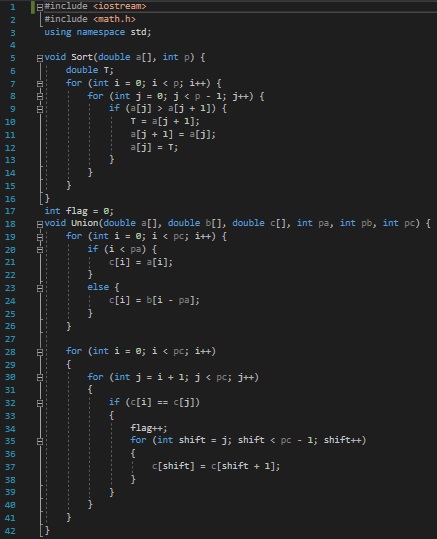 1 #include <iostream>
2 #include <math.h>
3 using namespace std;
4
5 void Sort(double a[], int p) {
6 double T;
7 for (int i = 0; i < p; i++) {
8 for (int j = 0; j < p - 1; j++) {
9 if (a[j] > a[j + 1]) {
10 T = a[j + 1];
11 a[j + 1] = a[j];
12 a[j] = T;
13 }
14 }
15 }
16 }
17 int flag = 0;
18 void Union(double a[], double b[], double c[], int pa, int pb, int pc) {
19 for (int i = 0; i < pc; i++) {
20 if (i < pa) {
21 c[i] = a[i];
22 }
23 else {
24 c[i] = b[i - pa];
25 }
26 }
27
28 for (int i = 0; i < pc; i++)
29 {
30 for (int j = i + 1; j < pc; j++)
31 {
32 if (c[i] == c[j])
33 {
34 flag++;
35 for (int shift = j; shift < pc - 1; shift++)
36 {
37 c[shift] = c[shift + 1];
38 }
39 }
40 }
41 }
42 }